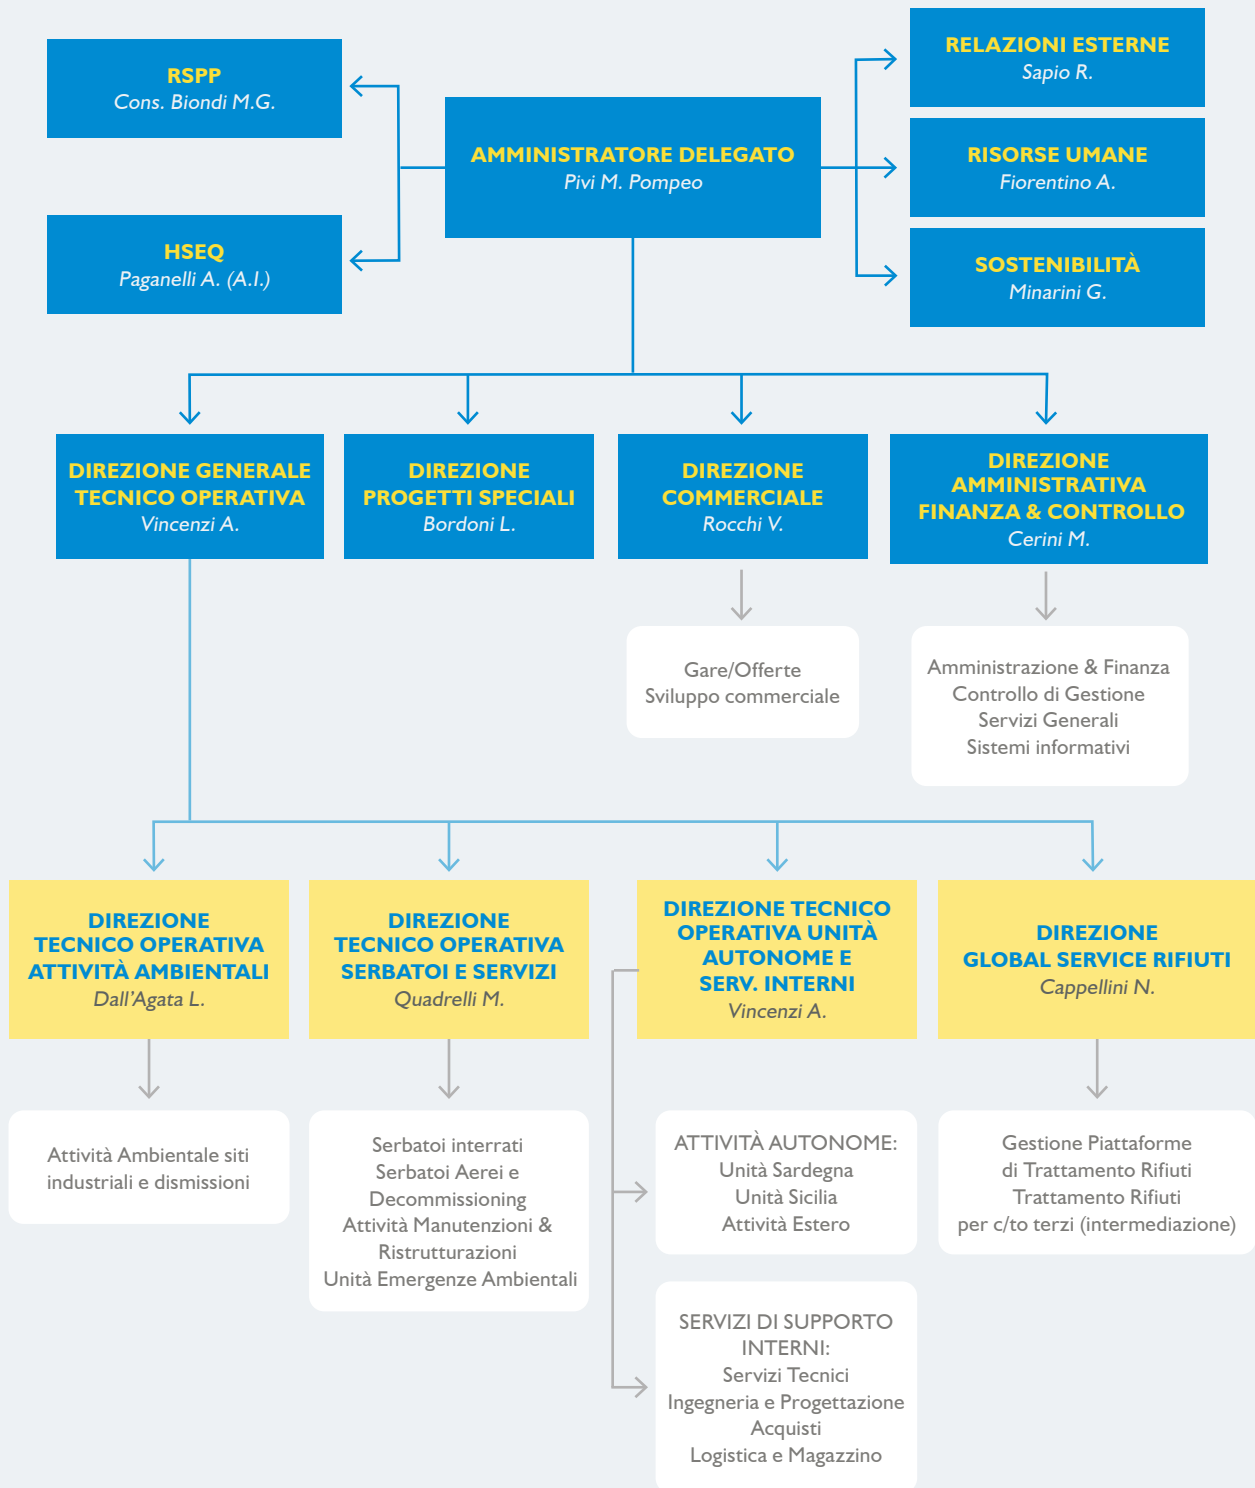 RSPP
Cons. Biondi M.G.
HSEQ
Paganelli A. (A.I.)
AMMINISTRATORE DELEGATO
Pivi M. Pompeo
RELAZIONI ESTERNE
Sapio R.
RISORSE UMANE
Fiorentino A.
SOSTENIBILITÀ
Minarini G.
DIREZIONE GENERALE
TECNICO OPERATIVA
Vincenzi A.
DIREZIONE
PROGETTI SPECIALI
Bordoni L.
DIREZIONE
COMMERCIALE
Rocchi V.
DIREZIONE
AMMINISTRATIVA
FINANZA & CONTROLLO
Cerini M.
Gare/Offerte
Sviluppo commerciale
Amministrazione & Finanza
Controllo di Gestione
Servizi Generali
Sistemi informativi
DIREZIONE
TECNICO OPERATIVA
ATTIVITÀ AMBIENTALI
Dall'Agata L.
DIREZIONE
TECNICO OPERATIVA
SERBATOI E SERVIZI
Quadrelli M.
DIREZIONE TECNICO
OPERATIVA UNITÀ
AUTONOME E
SERV. INTERNI
Vincenzi A.
DIREZIONE
GLOBAL SERVICE RIFIUTI
Cappellini N.
Attività Ambientale siti
industriali e dismissioni
Serbatoi interrati
Serbatoi Aerei e
Decommissioning
Attività Manutenzioni &
Ristrutturazioni
Unità Emergenze Ambientali
ATTIVITÀ AUTONOME:
Unità Sardegna
Unità Sicilia
Attività Estero
Gestione Piattaforme
di Trattamento Rifiuti
Trattamento Rifiuti
per c/to terzi (intermediazione)
SERVIZI DI SUPPORTO
INTERNI:
Servizi Tecnici
Ingegneria e Progettazione
Acquisti
Logistica e Magazzino